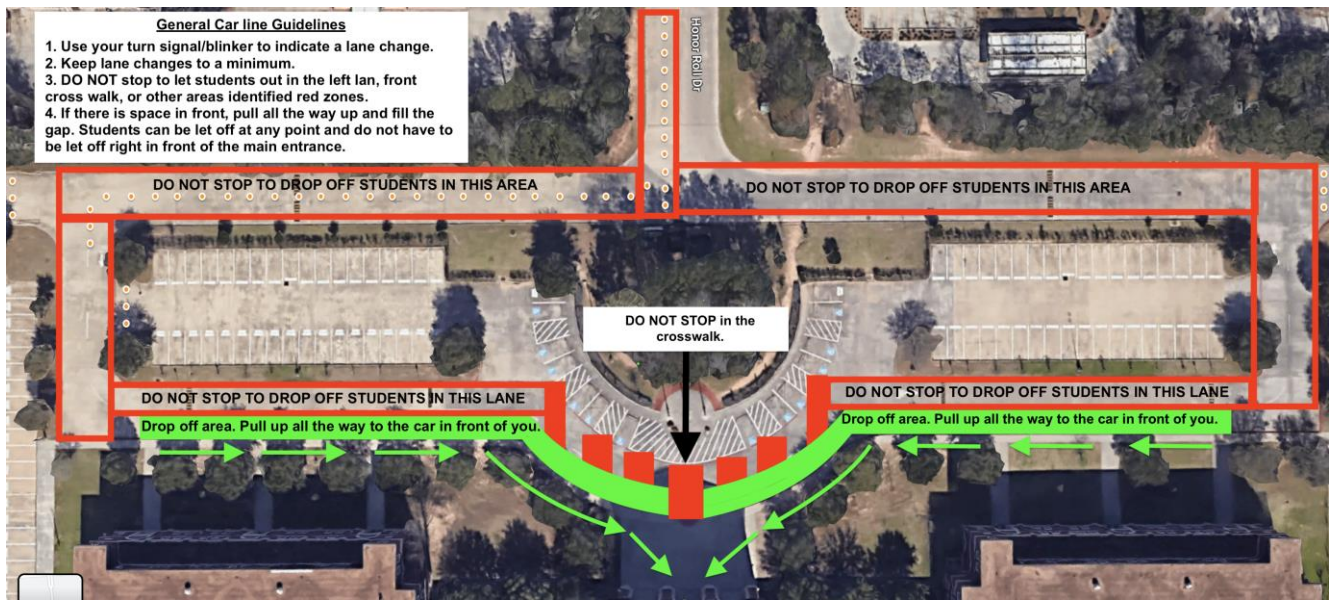 General Car line Guidelines
1. Use your turn signal/blinker to indicate a lane change.
2. Keep lane changes to a minimum.
3. DO NOT stop to let students out in the left lan, front
cross walk, or other areas identified red zones.
4. If there is space in front, pull all the way up and fill the
gap. Students can be let off at any point and do not have to
be let off right in front of the main entrance.
Honor Roll Dr
DO NOT STOP TO DROP OFF STUDENTS IN THIS AREA
DO NOT STOP TO DROP OFF STUDENTS IN THIS AREA
DO NOT STOP in the
crosswalk.
DO NOT STOP TO DROP OFF STUDENTS IN THIS LANE
DO NOT STOP TO DROP OFF STUDENTS IN THIS LANE
Drop off area. Pull up all the way to the car in front of you.
Drop off area. Pull up all the way to the car in front of you.